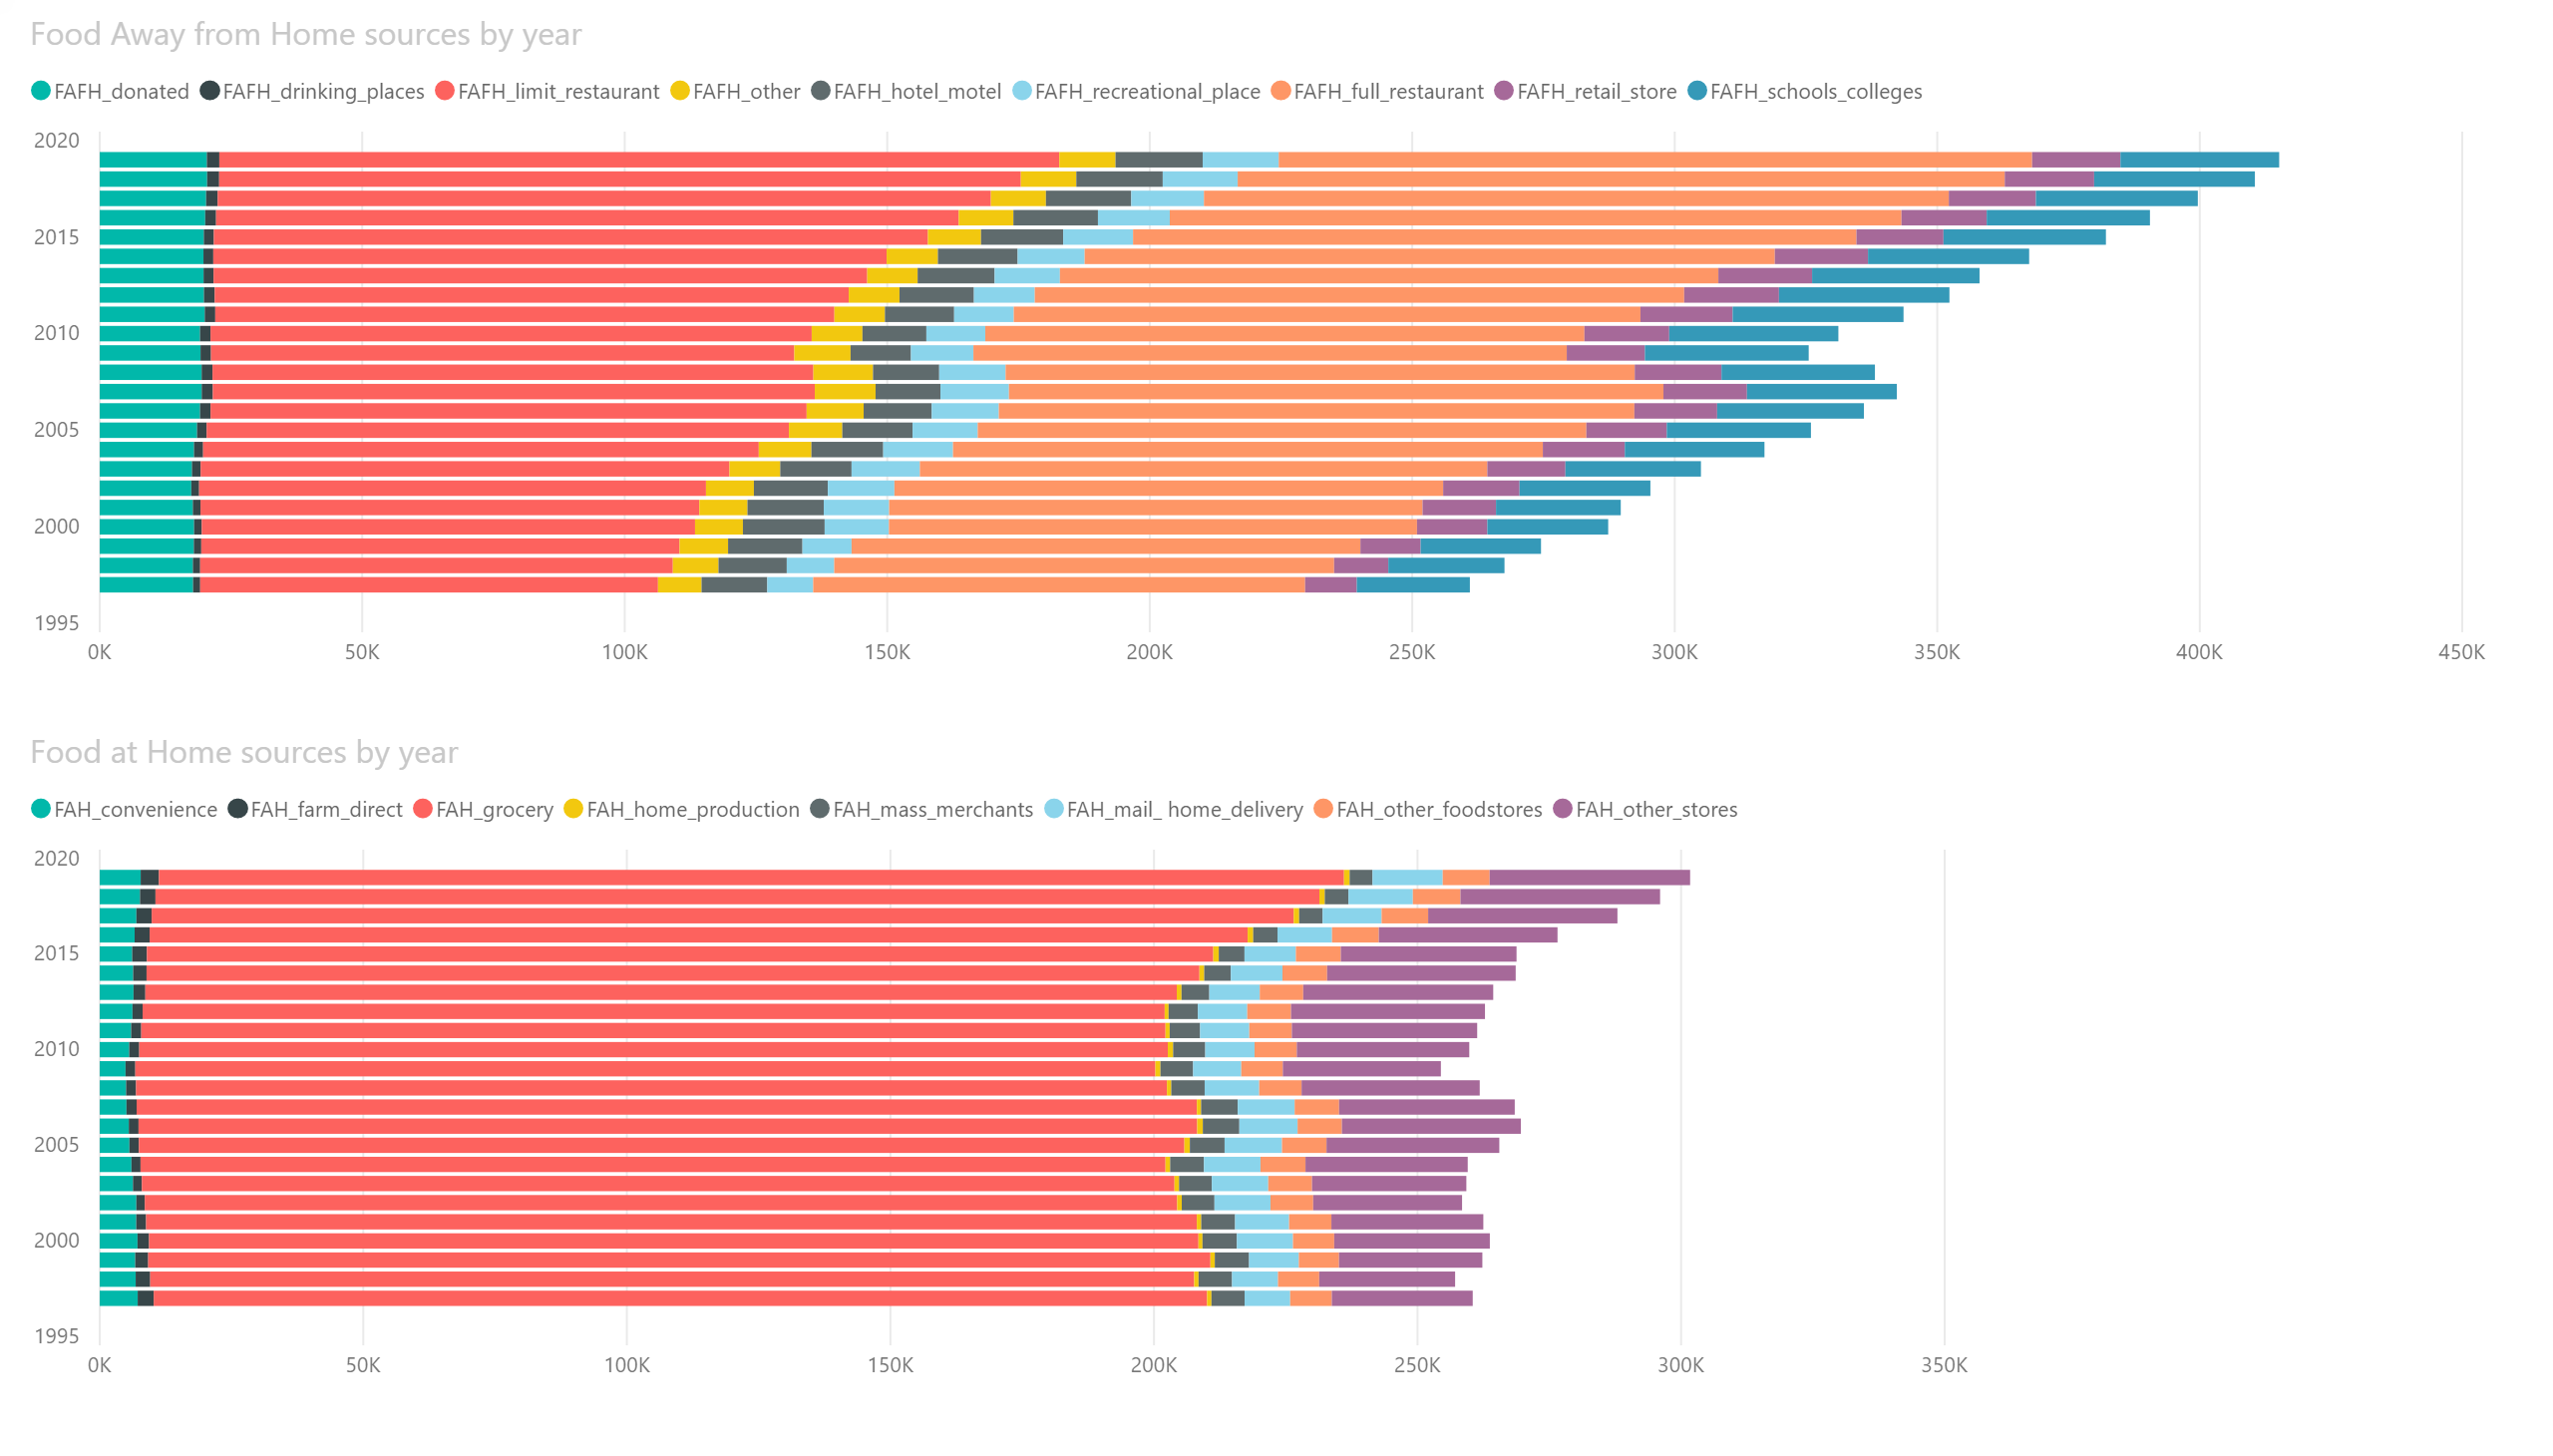 Food Away from Home sources by year
FAFH_donated FAFH_drinking_places FAFH_limit_restaurant FAFH_other FAFH_hotel_motel FAFH_recreational_place FAFH_full_restaurant FAFH_retail_store FAFH_schools_colleges
2020
2015
2010
2005
2000
1995
0K 50K 100K 150K 200K 250K 300K 350K 400K 450K
Food at Home sources by year
FAH_convenience FAH_farm_direct FAH_grocery FAH_home_production FAH_mass_merchants FAH_mail_ home_delivery FAH_other_foodstores FAH_other_stores
2020
2015
2010
2005
2000
1995
0K 50K 100K 150K 200K 250K 300K 350K